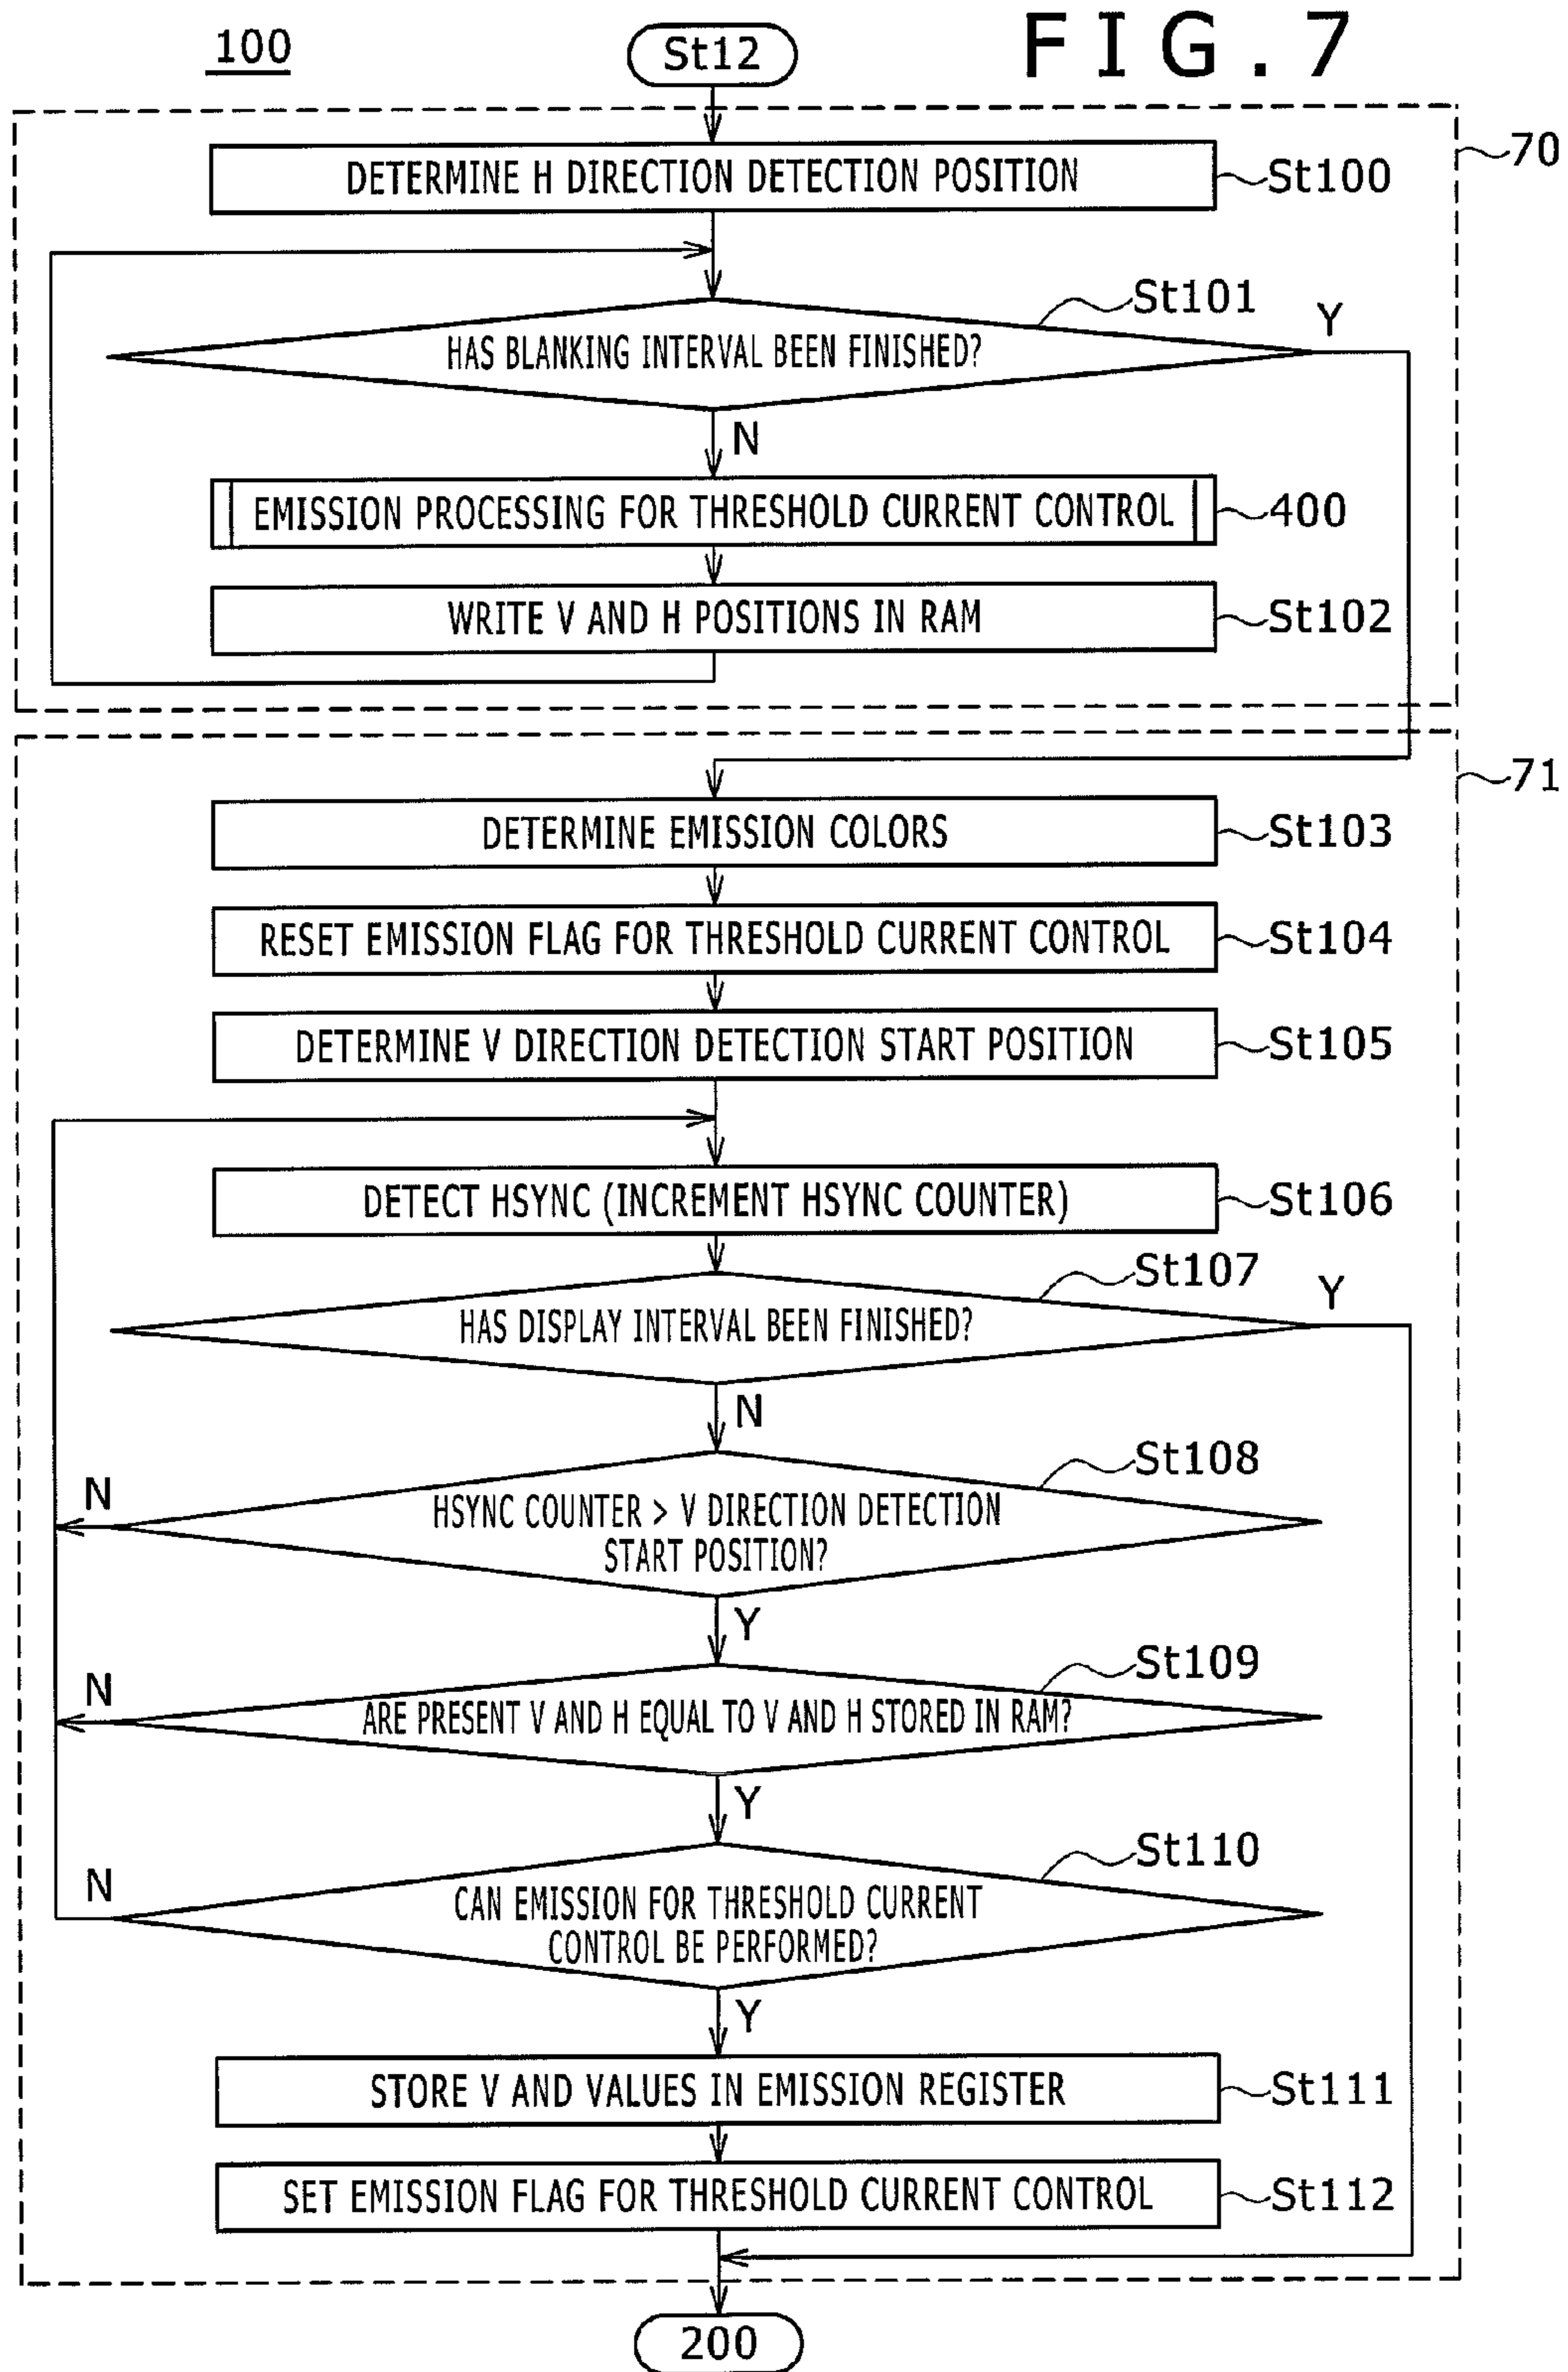 100
St12
FIG.7
70
DETERMINE H DIRECTION DETECTION POSITION
St100
St101
Y
HAS BLANKING INTERVAL BEEN FINISHED?
N
EMISSION PROCESSING FOR THRESHOLD CURRENT CONTROL
400
WRITE V AND H POSITIONS IN RAM
St102
71
DETERMINE EMISSION COLORS
St103
RESET EMISSION FLAG FOR THRESHOLD CURRENT CONTROL
St104
DETERMINE V DIRECTION DETECTION START POSITION
St105
DETECT HSYNC (INCREMENT HSYNC COUNTER)
St106
St107
Y
HAS DISPLAY INTERVAL BEEN FINISHED?
N
St108
N
HSYNC COUNTER > V DIRECTION DETECTION
START POSITION?
Y
St109
N
ARE PRESENT V AND H EQUAL TO V AND H STORED IN RAM?
Y
St110
N
CAN EMISSION FOR THRESHOLD CURRENT
CONTROL BE PERFORMED?
Y
STORE V AND VALUES IN EMISSION REGISTER
St111
SET EMISSION FLAG FOR THRESHOLD CURRENT CONTROL
St112
200